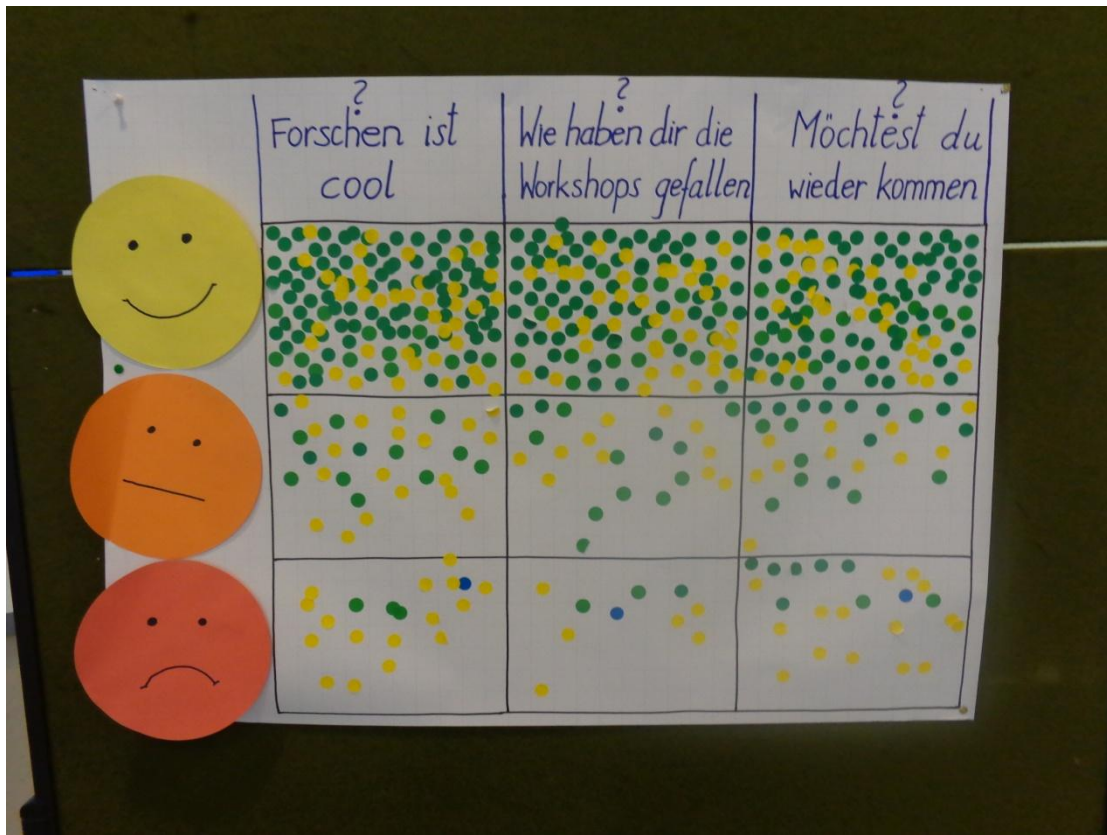 ?
Forschen ist
cool
?
Wie haben dir die
Workshops gefallen
?
Möchtest du
wieder kommen